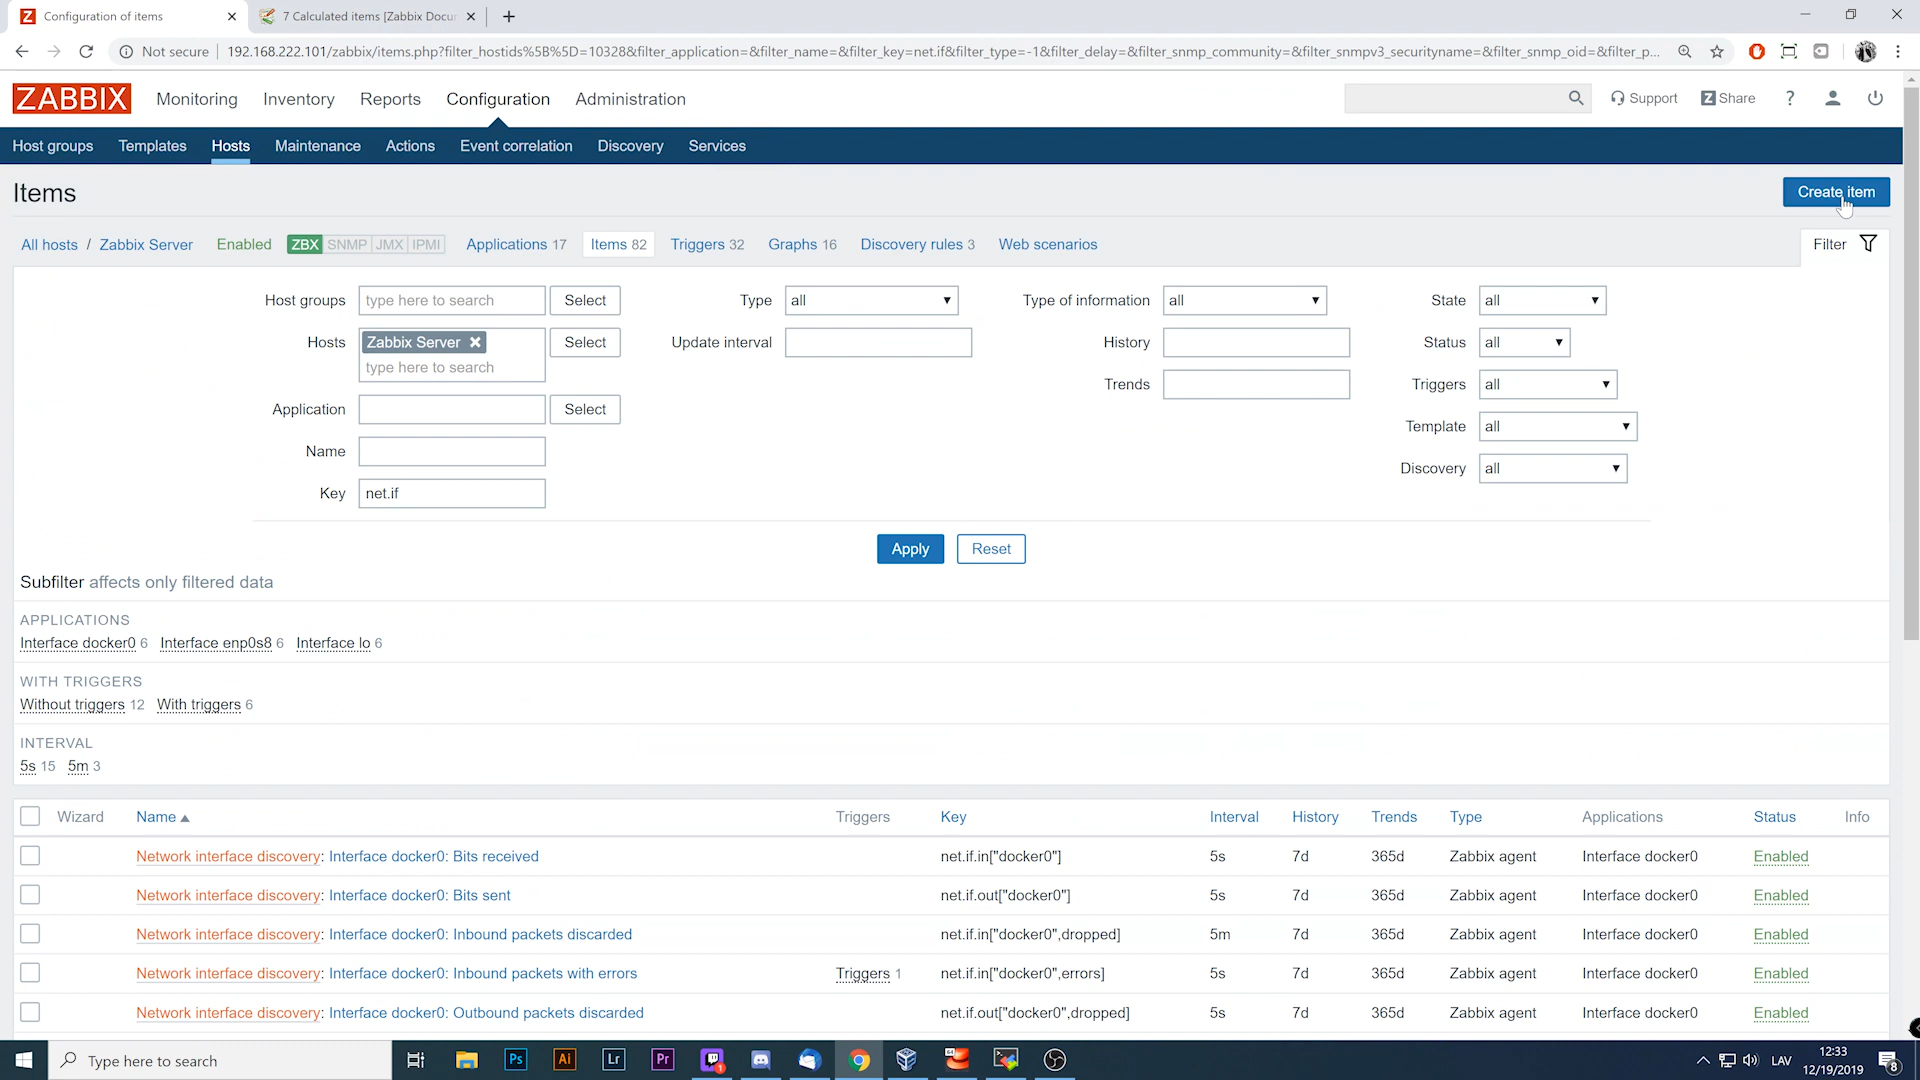 Configuration of items
7 Calculated items [Zabbix Docu
Not secure
192.168.222.101/zabbix/items.php?filter_hostids%5B%5D=10328&filter_application=&filter_name=&filter_key=net.if&filter_type=-1&filter_delay=&filter_snmp_community=&filter_snmpv3_securityname=&filter_snmp_oid=&filter_p...
ZABBIX Monitoring Inventory Reports Configuration Administration Support Z Share ?
Host groups Templates Hosts Maintenance Actions Event correlation Discovery Services
Items
Create item
All hosts / Zabbix Server Enabled ZBX SNMP JMX IPMI Applications 17 Items 82 Triggers 32 Graphs 16 Discovery rules 3 Web scenarios Filter
Host groups type here to search Select Type all Type of information all State all
Hosts Zabbix Server Select Update interval History Status all
type here to search
Trends Triggers all
Application Select
Template all
Name
Discovery all
Key net.if
Apply Reset
Subfilter affects only filtered data
APPLICATIONS
Interface docker0 6 Interface enp0s8 6 Interface lo 6
WITH TRIGGERS
Without triggers 12 With triggers 6
INTERVAL
5s 15 5m 3
Wizard Name Triggers Key Interval History Trends Type Applications Status Info
Network interface discovery: Interface docker0: Bits received net.if.in["docker0"] 5s 7d 365d Zabbix agent Interface docker0 Enabled
Network interface discovery: Interface docker0: Bits sent net.if.out["docker0"] 5s 7d 365d Zabbix agent Interface docker0 Enabled
Network interface discovery: Interface docker0: Inbound packets discarded net.if.in["docker0",dropped] 5m 7d 365d Zabbix agent Interface docker0 Enabled
Network interface discovery: Interface docker0: Inbound packets with errors Triggers 1 net.if.in["docker0",errors] 5s 7d 365d Zabbix agent Interface docker0 Enabled
Network interface discovery: Interface docker0: Outbound packets discarded net.if.out["docker0",dropped] 5s 7d 365d Zabbix agent Interface docker0 Enabled
Type here to search Ps Ai Lr Pr 1 LAV 12:33
12/19/2019 8